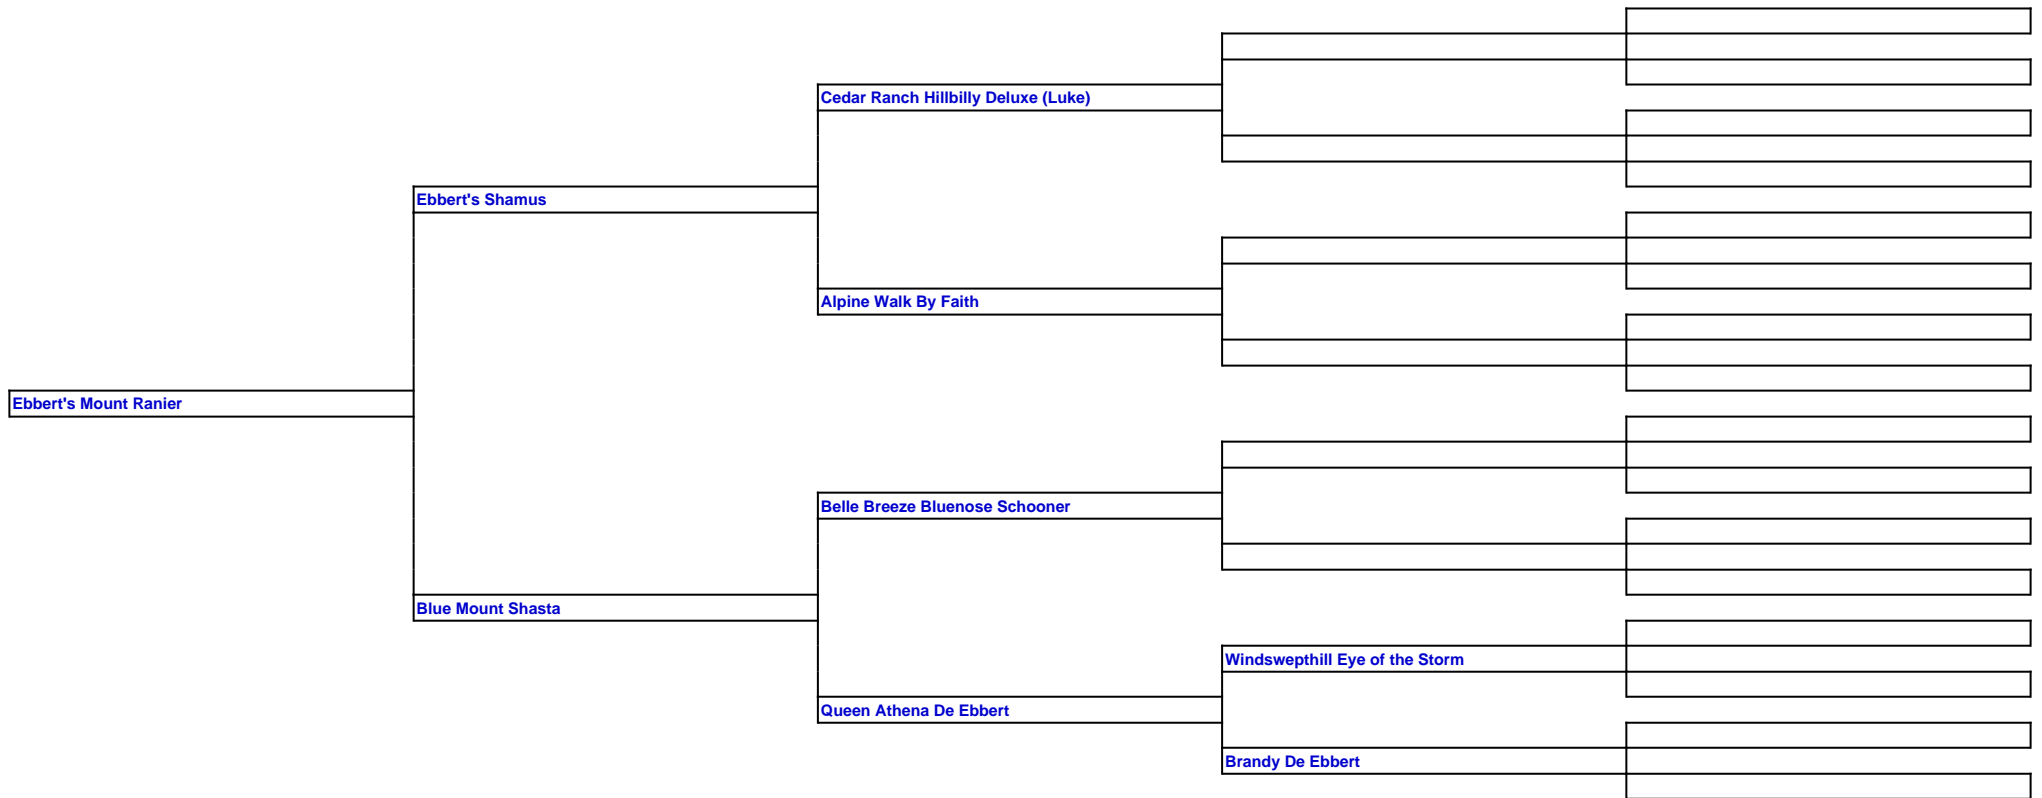 Cedar Ranch Hillbilly Deluxe (Luke)
Ebbert's Shamus
Alpine Walk By Faith
Ebbert's Mount Ranier
Belle Breeze Bluenose Schooner
Blue Mount Shasta
Windswepthill Eye of the Storm
Queen Athena De Ebbert
Brandy De Ebbert